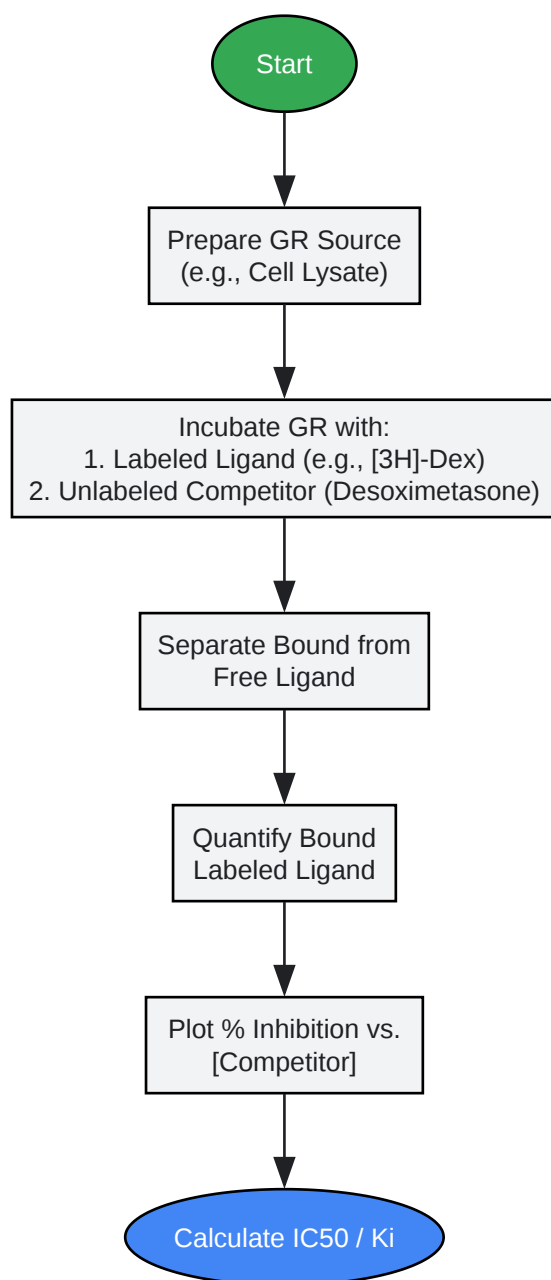 Start
Prepare GR Source
(e.g., Cell Lysate)
Incubate GR with:
1. Labeled Ligand (e.g., [3H]-Dex)
2. Unlabeled Competitor (Desoximetasone)
Separate Bound from
Free Ligand
Quantify Bound
Labeled Ligand
Plot % Inhibition vs.
[Competitor]
Calculate IC50 / Ki